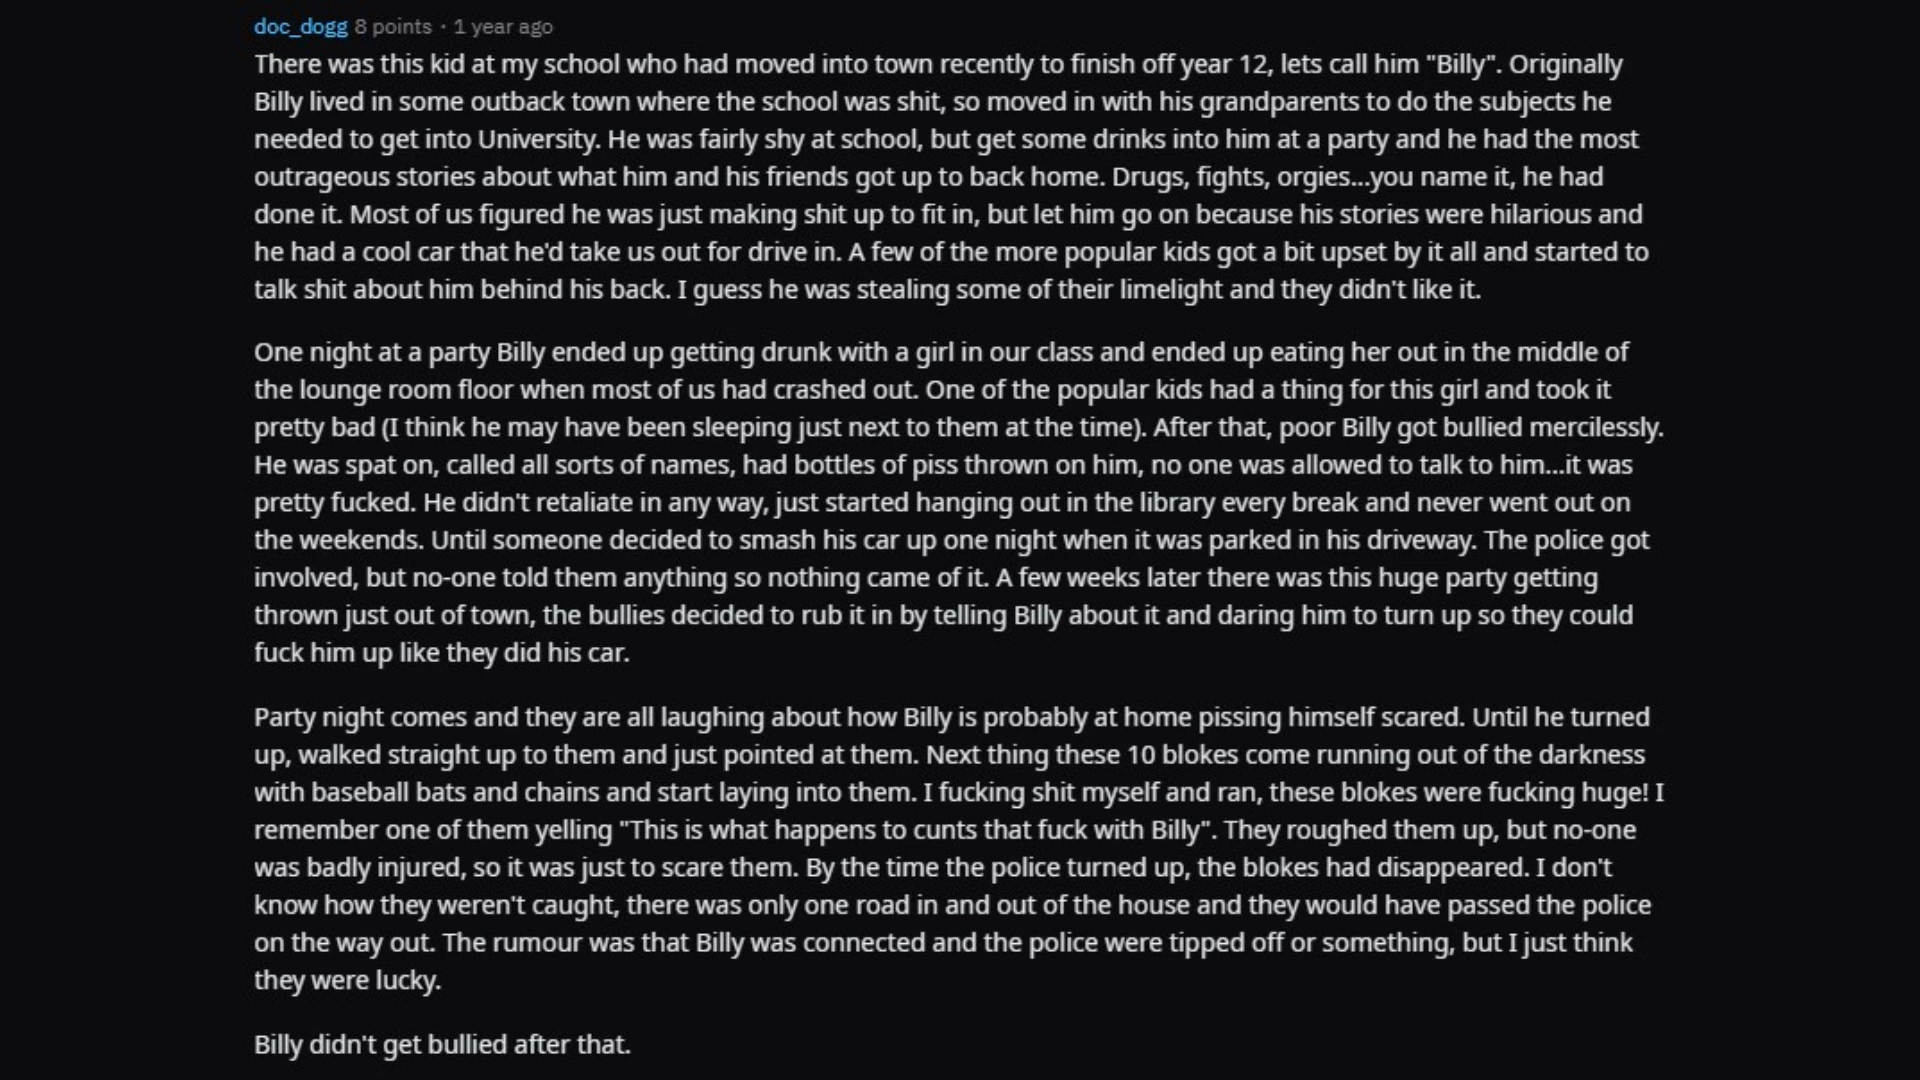 doc_dogg 8 points · 1 year ago
There was this kid at my school who had moved into town recently to finish off year 12, lets call him "Billy". Originally
Billy lived in some outback town where the school was shit, so moved in with his grandparents to do the subjects he
needed to get into University. He was fairly shy at school, but get some drinks into him at a party and he had the most
outrageous stories about what him and his friends got up to back home. Drugs, fights, orgies...you name it, he had
done it. Most of us figured he was just making shit up to fit in, but let him go on because his stories were hilarious and
he had a cool car that he'd take us out for drive in. A few of the more popular kids got a bit upset by it all and started to
talk shit about him behind his back. I guess he was stealing some of their limelight and they didn't like it.
One night at a party Billy ended up getting drunk with a girl in our class and ended up eating her out in the middle of
the lounge room floor when most of us had crashed out. One of the popular kids had a thing for this girl and took it
pretty bad (I think he may have been sleeping just next to them at the time). After that, poor Billy got bullied mercilessly.
He was spat on, called all sorts of names, had bottles of piss thrown on him, no one was allowed to talk to him...it was
pretty fucked. He didn't retaliate in any way, just started hanging out in the library every break and never went out on
the weekends. Until someone decided to smash his car up one night when it was parked in his driveway. The police got
involved, but no-one told them anything so nothing came of it. A few weeks later there was this huge party getting
thrown just out of town, the bullies decided to rub it in by telling Billy about it and daring him to turn up so they could
fuck him up like they did his car.
Party night comes and they are all laughing about how Billy is probably at home pissing himself scared. Until he turned
up, walked straight up to them and just pointed at them. Next thing these 10 blokes come running out of the darkness
with baseball bats and chains and start laying into them. I fucking shit myself and ran, these blokes were fucking huge! I
remember one of them yelling "This is what happens to cunts that fuck with Billy". They roughed them up, but no-one
was badly injured, so it was just to scare them. By the time the police turned up, the blokes had disappeared. I don't
know how they weren't caught, there was only one road in and out of the house and they would have passed the police
on the way out. The rumour was that Billy was connected and the police were tipped off or something, but I just think
they were lucky.
Billy didn't get bullied after that.